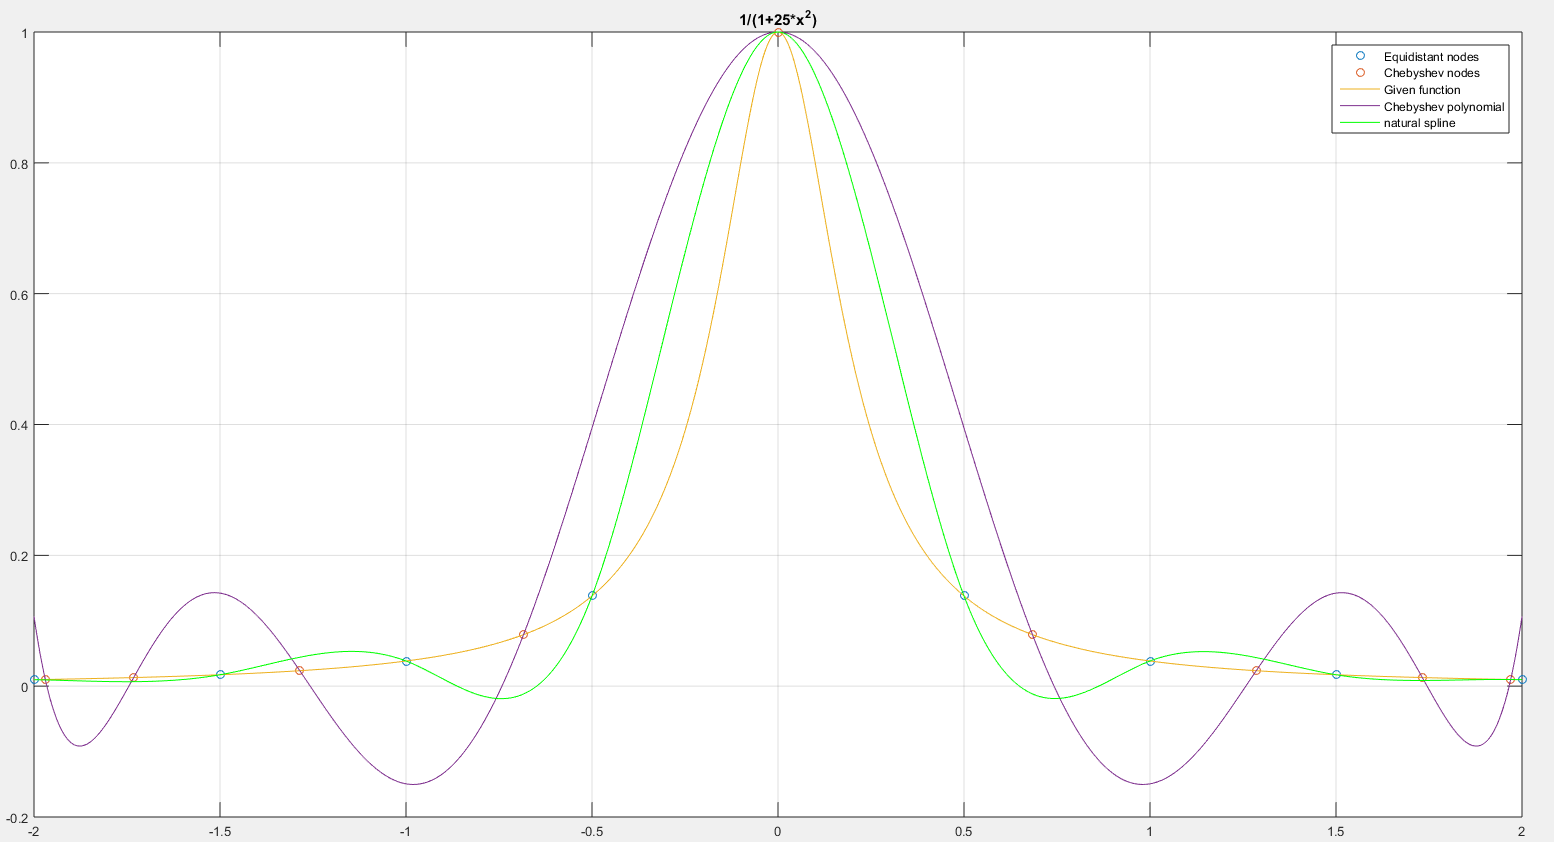 1/(1+25*x²)
1
0.8
0.6
0.4
0.2
0
-0.2
-2 -1.5 -1 -0.5 0 0.5 1 1.5 2
Equidistant nodes
Chebyshev nodes
Given function
Chebyshev polynomial
natural spline